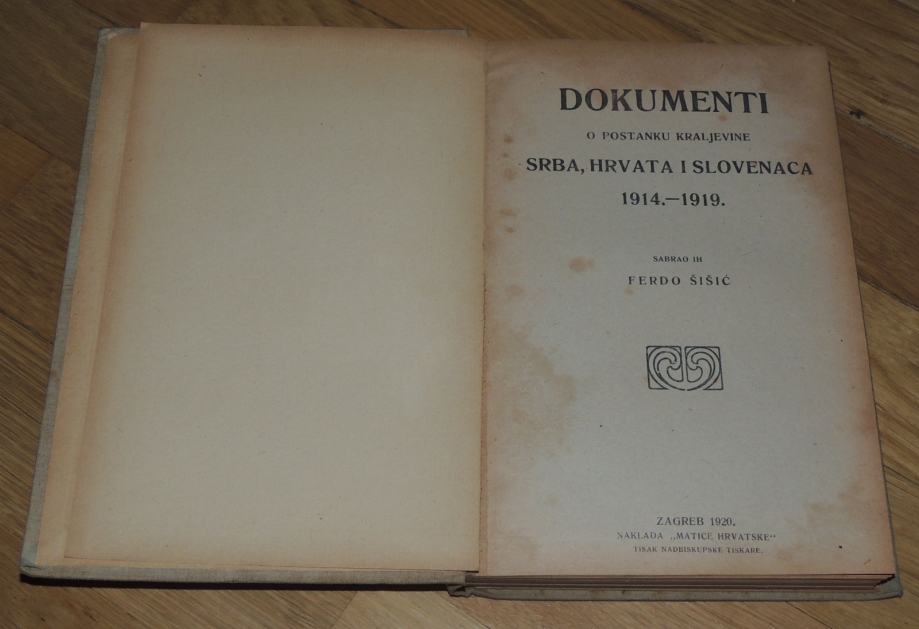 DOKUMENTI
O POSTANKU KRALJEVINE
SRBA, HRVATA I SLOVENACA
1914.—1919.
SABRAO IH
FERDO ŠIŠIĆ
ZAGREB 1920.
NAKLADA „MATICE HRVATSKE“
TISAK NADBISKUPSKE TISKARE.